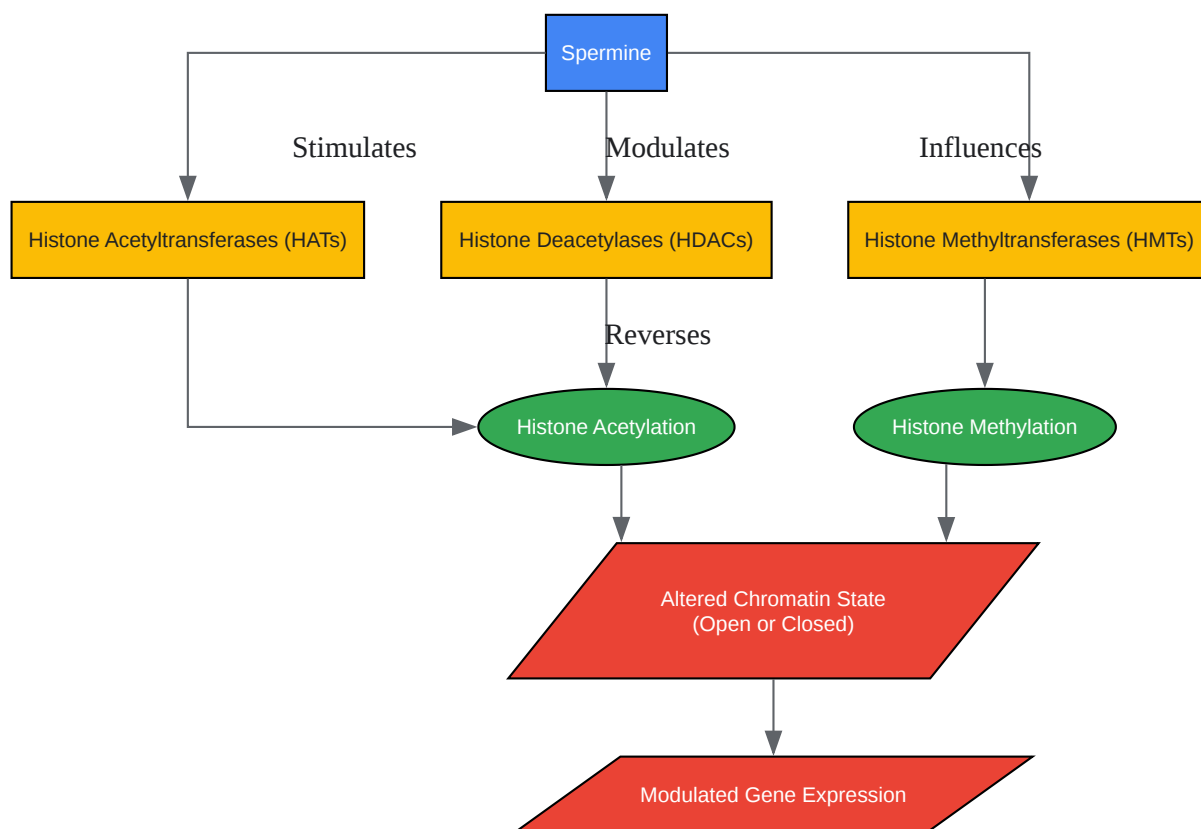 Spermine
Stimulates
Modulates
Influences
Histone Acetyltransferases (HATs)
Histone Deacetylases (HDACs)
Histone Methyltransferases (HMTs)
Reverses
Histone Acetylation
Histone Methylation
Altered Chromatin State
(Open or Closed)
Modulated Gene Expression